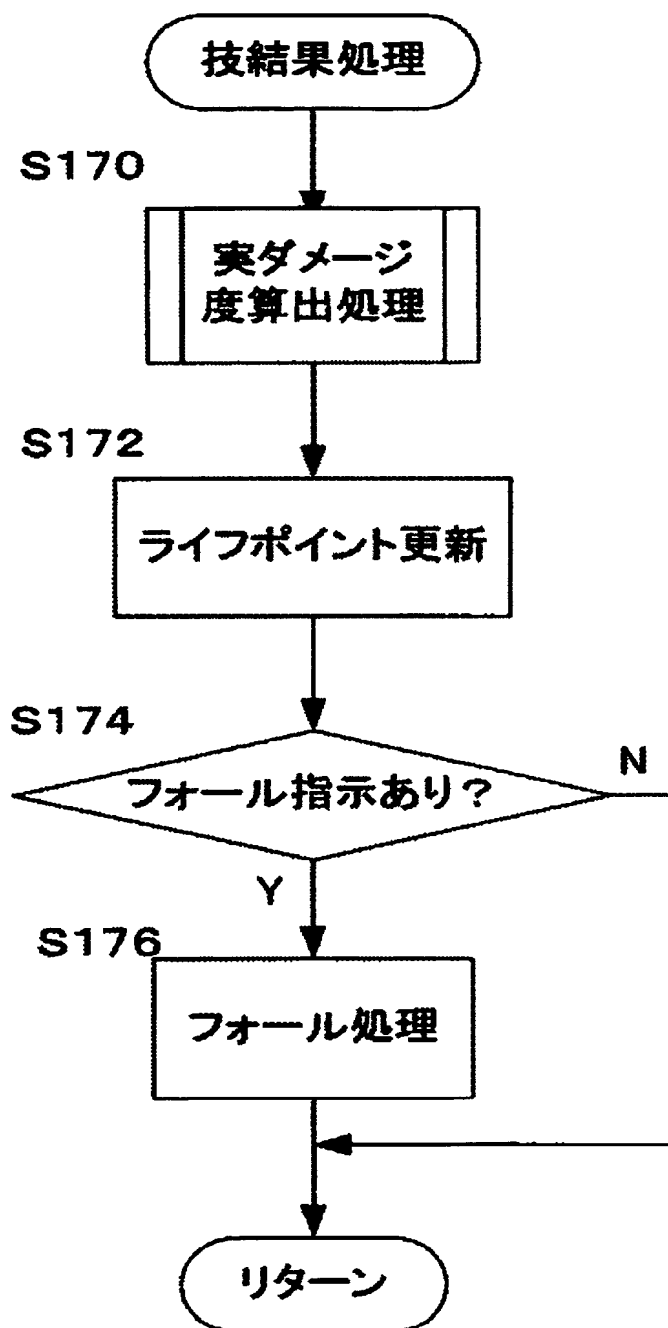 技結果処理
S170
実ダメージ
度算出処理
S172
ライフポイント更新
S174
フォール指示あり？
N
Y
S176
フォール処理
リターン